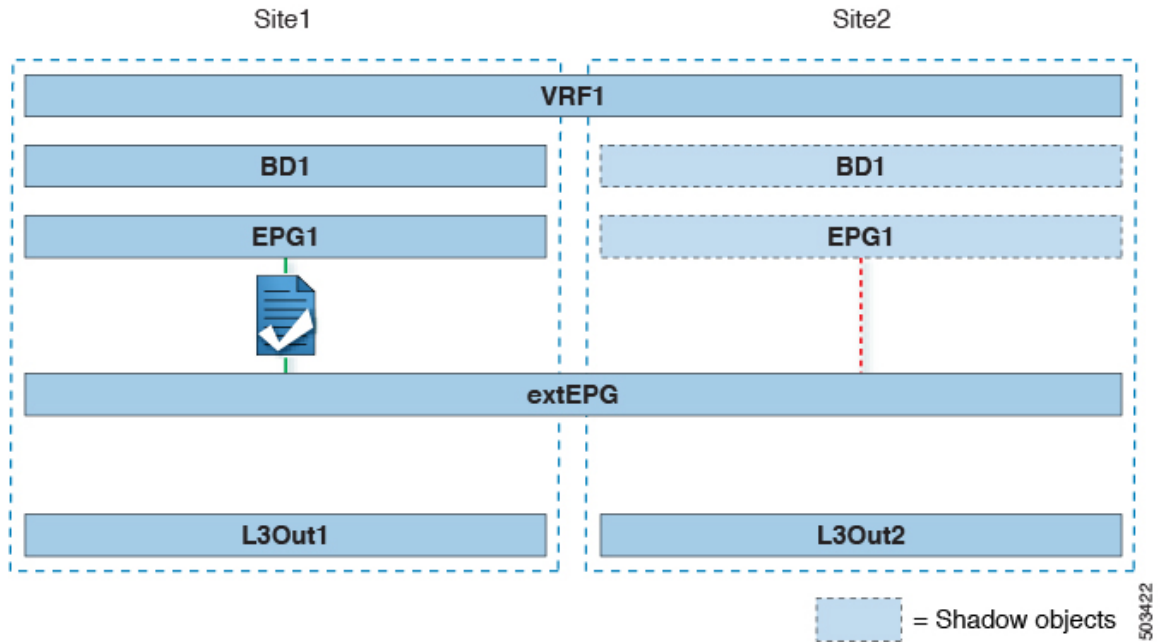 Site1
Site2
VRF1
BD1
BD1
EPG1
EPG1
extEPG
L3Out1
L3Out2
= Shadow objects
503422